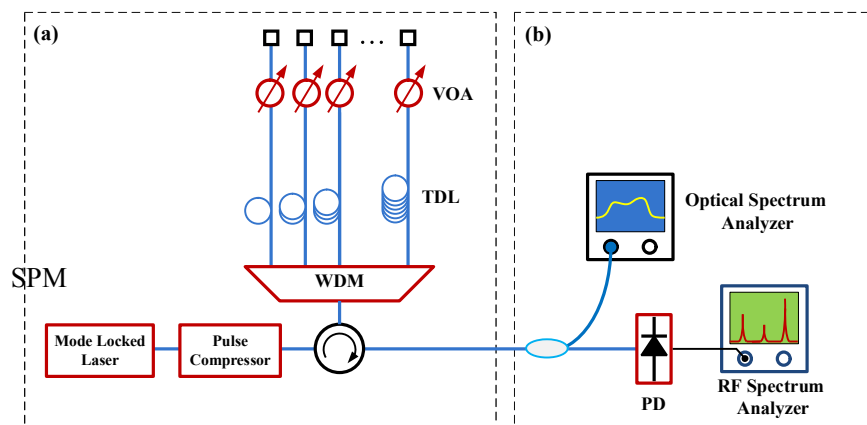 (a)
(b)
...
VOA
TDL
Optical Spectrum
Analyzer
SPM
WDM
Mode Locked
Laser
Pulse
Compressor
PD
RF Spectrum
Analyzer